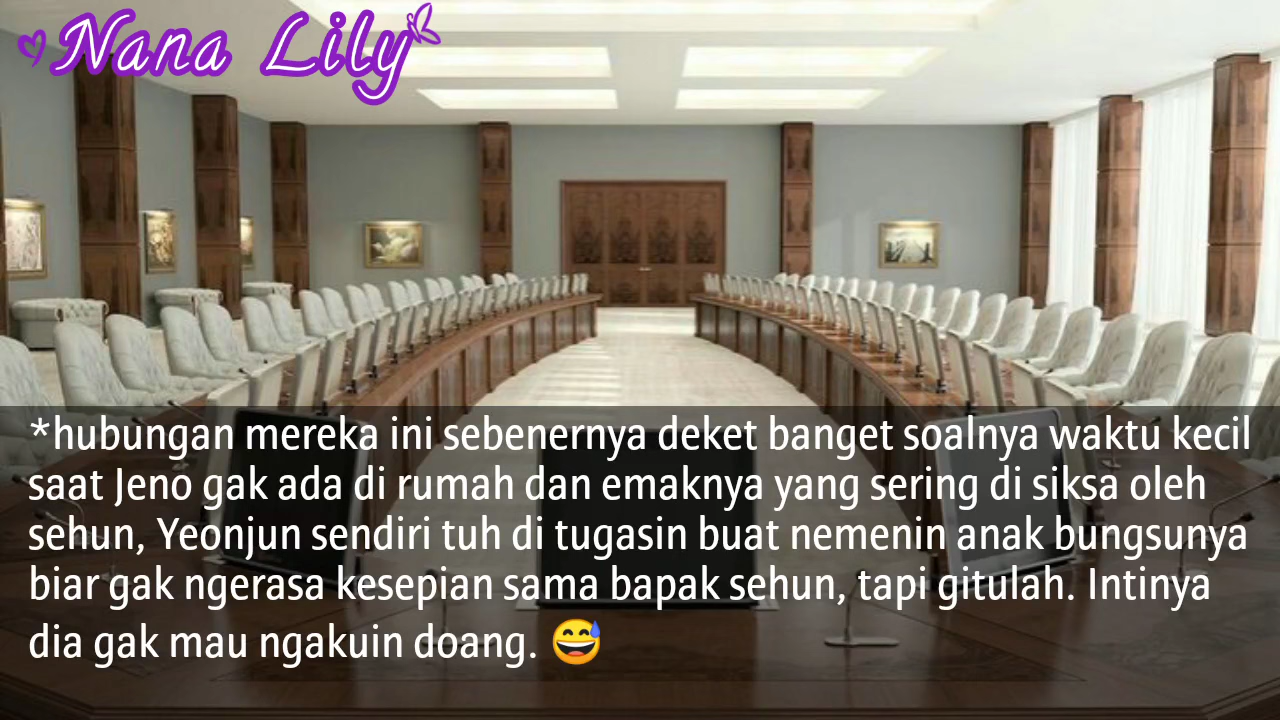 Nana Lily
*hubungan mereka ini sebenernya deket banget soalnya waktu kecil
saat Jeno gak ada di rumah dan emaknya yang sering di siksa oleh
sehun, Yeonjun sendiri tuh di tugasin buat nemenin anak bungsunya
biar gak ngerasa kesepian sama bapak sehun, tapi gitulah. Intinya
dia gak mau ngakuin doang. 😅